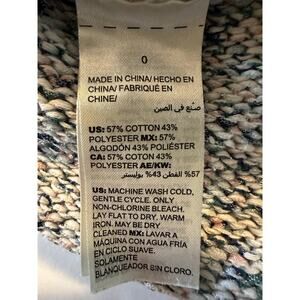 0
MADE IN CHINA/ HECHO EN
CHINA/ FABRIQUÉ EN
CHINE/
صنع في الصين
US: 57% COTTON 43%
POLYESTER MX: 57%
ALGODÓN 43% POLIÉSTER
CA: 57% COTON 43%
POLYESTER AE/KW:
57% القطن 43% بوليستر
US: MACHINE WASH COLD,
GENTLE CYCLE. ONLY
NON-CHLORINE BLEACH.
LAY FLAT TO DRY. WARM
IRON. MAY BE DRY
CLEANED MX: LAVAR A
MÁQUINA CON AGUA FRÍA
EN CICLO SUAVE.
SOLAMENTE
BLANQUEADOR SIN CLORO.